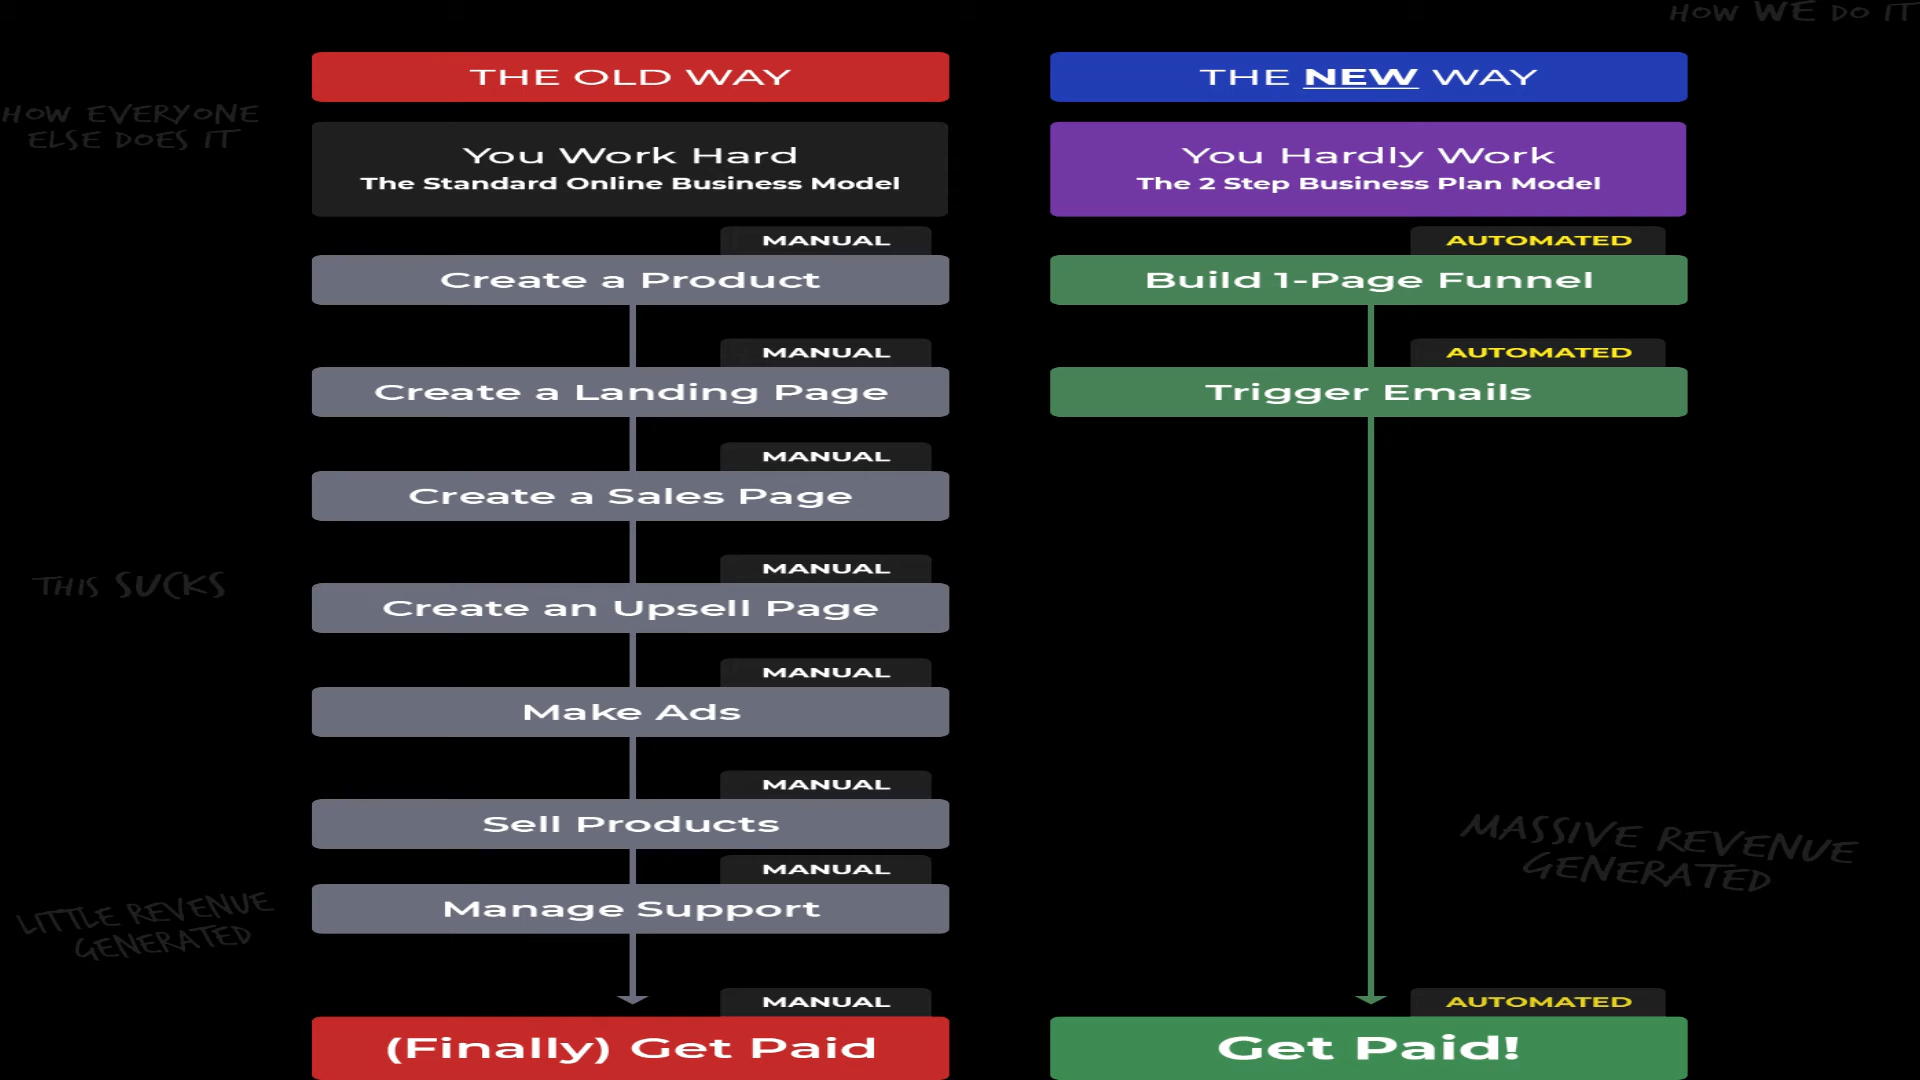 HOW WE DO IT
THE OLD WAY
THE NEW WAY
HOW EVERYONE
ELSE DOES IT
You Work Hard
The Standard Online Business Model
You Hardly Work
The 2 Step Business Plan Model
MANUAL
Create a Product
AUTOMATED
Build 1-Page Funnel
MANUAL
Create a Landing Page
AUTOMATED
Trigger Emails
MANUAL
Create a Sales Page
MANUAL
Create an Upsell Page
THIS SUCKS
MANUAL
Make Ads
MANUAL
Sell Products
MASSIVE REVENUE
GENERATED
MANUAL
Manage Support
LITTLE REVENUE
GENERATED
MANUAL
(Finally) Get Paid
AUTOMATED
Get Paid!